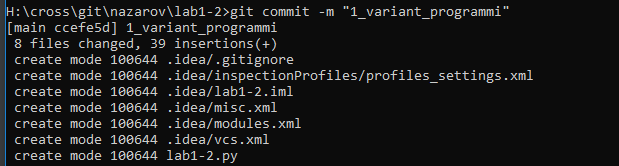 H:\cross\git\nazarov\lab1-2>git commit -m "1_variant_programmi"
[main ccefe5d] 1_variant_programmi
 8 files changed, 39 insertions(+)
 create mode 100644 .idea/.gitignore
 create mode 100644 .idea/inspectionProfiles/profiles_settings.xml
 create mode 100644 .idea/lab1-2.iml
 create mode 100644 .idea/misc.xml
 create mode 100644 .idea/modules.xml
 create mode 100644 .idea/vcs.xml
 create mode 100644 lab1-2.py